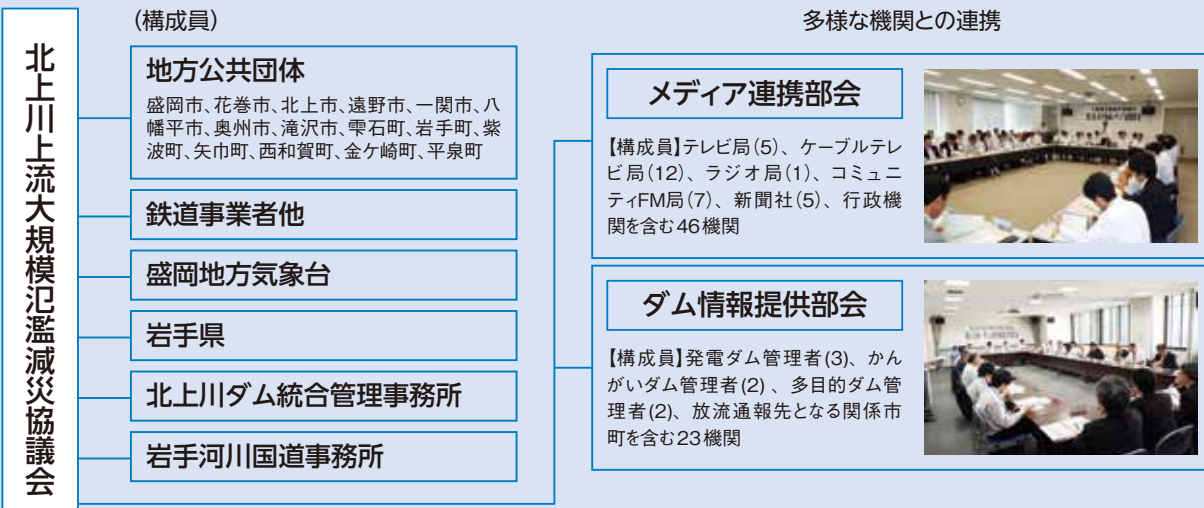 北上川上流大規模氾濫減災協議会
（構成員）
地方公共団体
盛岡市、花巻市、北上市、遠野市、一関市、八
幡平市、奥州市、滝沢市、雫石町、岩手町、紫
波町、矢巾町、西和賀町、金ケ崎町、平泉町
鉄道事業者他
盛岡地方気象台
岩手県
北上川ダム統合管理事務所
岩手河川国道事務所
多様な機関との連携
メディア連携部会
【構成員】テレビ局（5）、ケーブルテレ
ビ局（12）、ラジオ局（1）、コミュニ
ティFM局（7）、新聞社（5）、行政機
関を含む46機関
ダム情報提供部会
【構成員】発電ダム管理者(3)、かん
がいダム管理者(2) 、多目的ダム管
理者(2)、放流通報先となる関係市
町を含む23機関